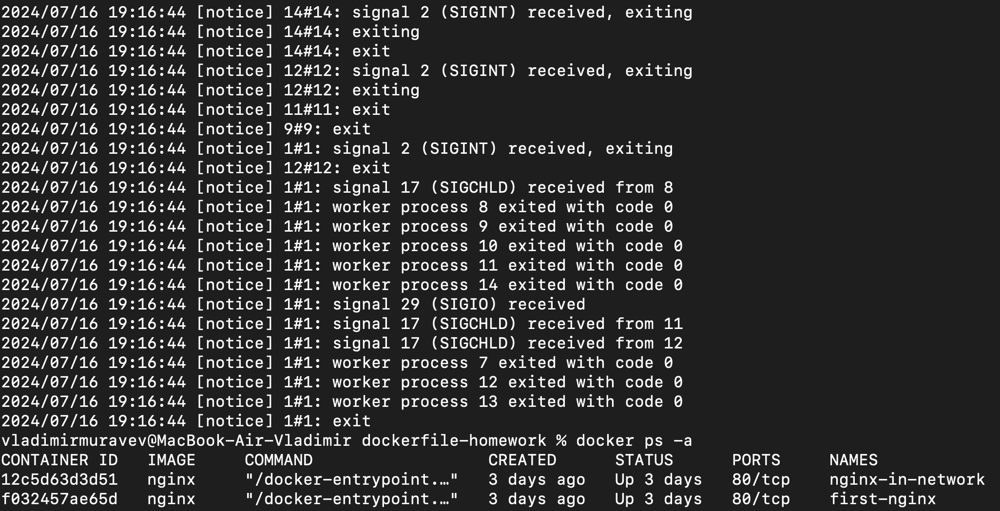 2024/07/16 19:16:44 [notice] 14#14: signal 2 (SIGINT) received, exiting
2024/07/16 19:16:44 [notice] 14#14: exiting
2024/07/16 19:16:44 [notice] 14#14: exit
2024/07/16 19:16:44 [notice] 12#12: signal 2 (SIGINT) received, exiting
2024/07/16 19:16:44 [notice] 12#12: exiting
2024/07/16 19:16:44 [notice] 11#11: exit
2024/07/16 19:16:44 [notice] 9#9: exit
2024/07/16 19:16:44 [notice] 1#1: signal 2 (SIGINT) received, exiting
2024/07/16 19:16:44 [notice] 12#12: exit
2024/07/16 19:16:44 [notice] 1#1: signal 17 (SIGCHLD) received from 8
2024/07/16 19:16:44 [notice] 1#1: worker process 8 exited with code 0
2024/07/16 19:16:44 [notice] 1#1: worker process 9 exited with code 0
2024/07/16 19:16:44 [notice] 1#1: worker process 10 exited with code 0
2024/07/16 19:16:44 [notice] 1#1: worker process 11 exited with code 0
2024/07/16 19:16:44 [notice] 1#1: worker process 14 exited with code 0
2024/07/16 19:16:44 [notice] 1#1: signal 29 (SIGIO) received
2024/07/16 19:16:44 [notice] 1#1: signal 17 (SIGCHLD) received from 11
2024/07/16 19:16:44 [notice] 1#1: signal 17 (SIGCHLD) received from 12
2024/07/16 19:16:44 [notice] 1#1: worker process 7 exited with code 0
2024/07/16 19:16:44 [notice] 1#1: worker process 12 exited with code 0
2024/07/16 19:16:44 [notice] 1#1: worker process 13 exited with code 0
2024/07/16 19:16:44 [notice] 1#1: exit
vladimirmuravev@MacBook-Air-Vladimir dockerfile-homework % docker ps -a
CONTAINER ID   IMAGE     COMMAND                  CREATED      STATUS      PORTS     NAMES
12c5d63d3d51   nginx     "/docker-entrypoint.…"   3 days ago   Up 3 days   80/tcp    nginx-in-network
f032457ae65d   nginx     "/docker-entrypoint.…"   3 days ago   Up 3 days   80/tcp    first-nginx